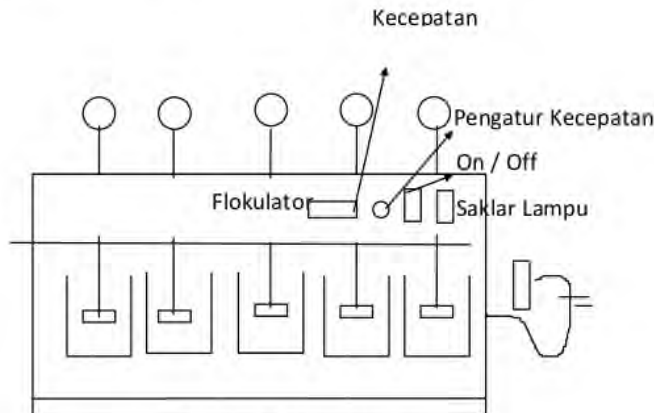 Kecepatan
Pengatur Kecepatan
On / Off
Flokulator
Saklar Lampu